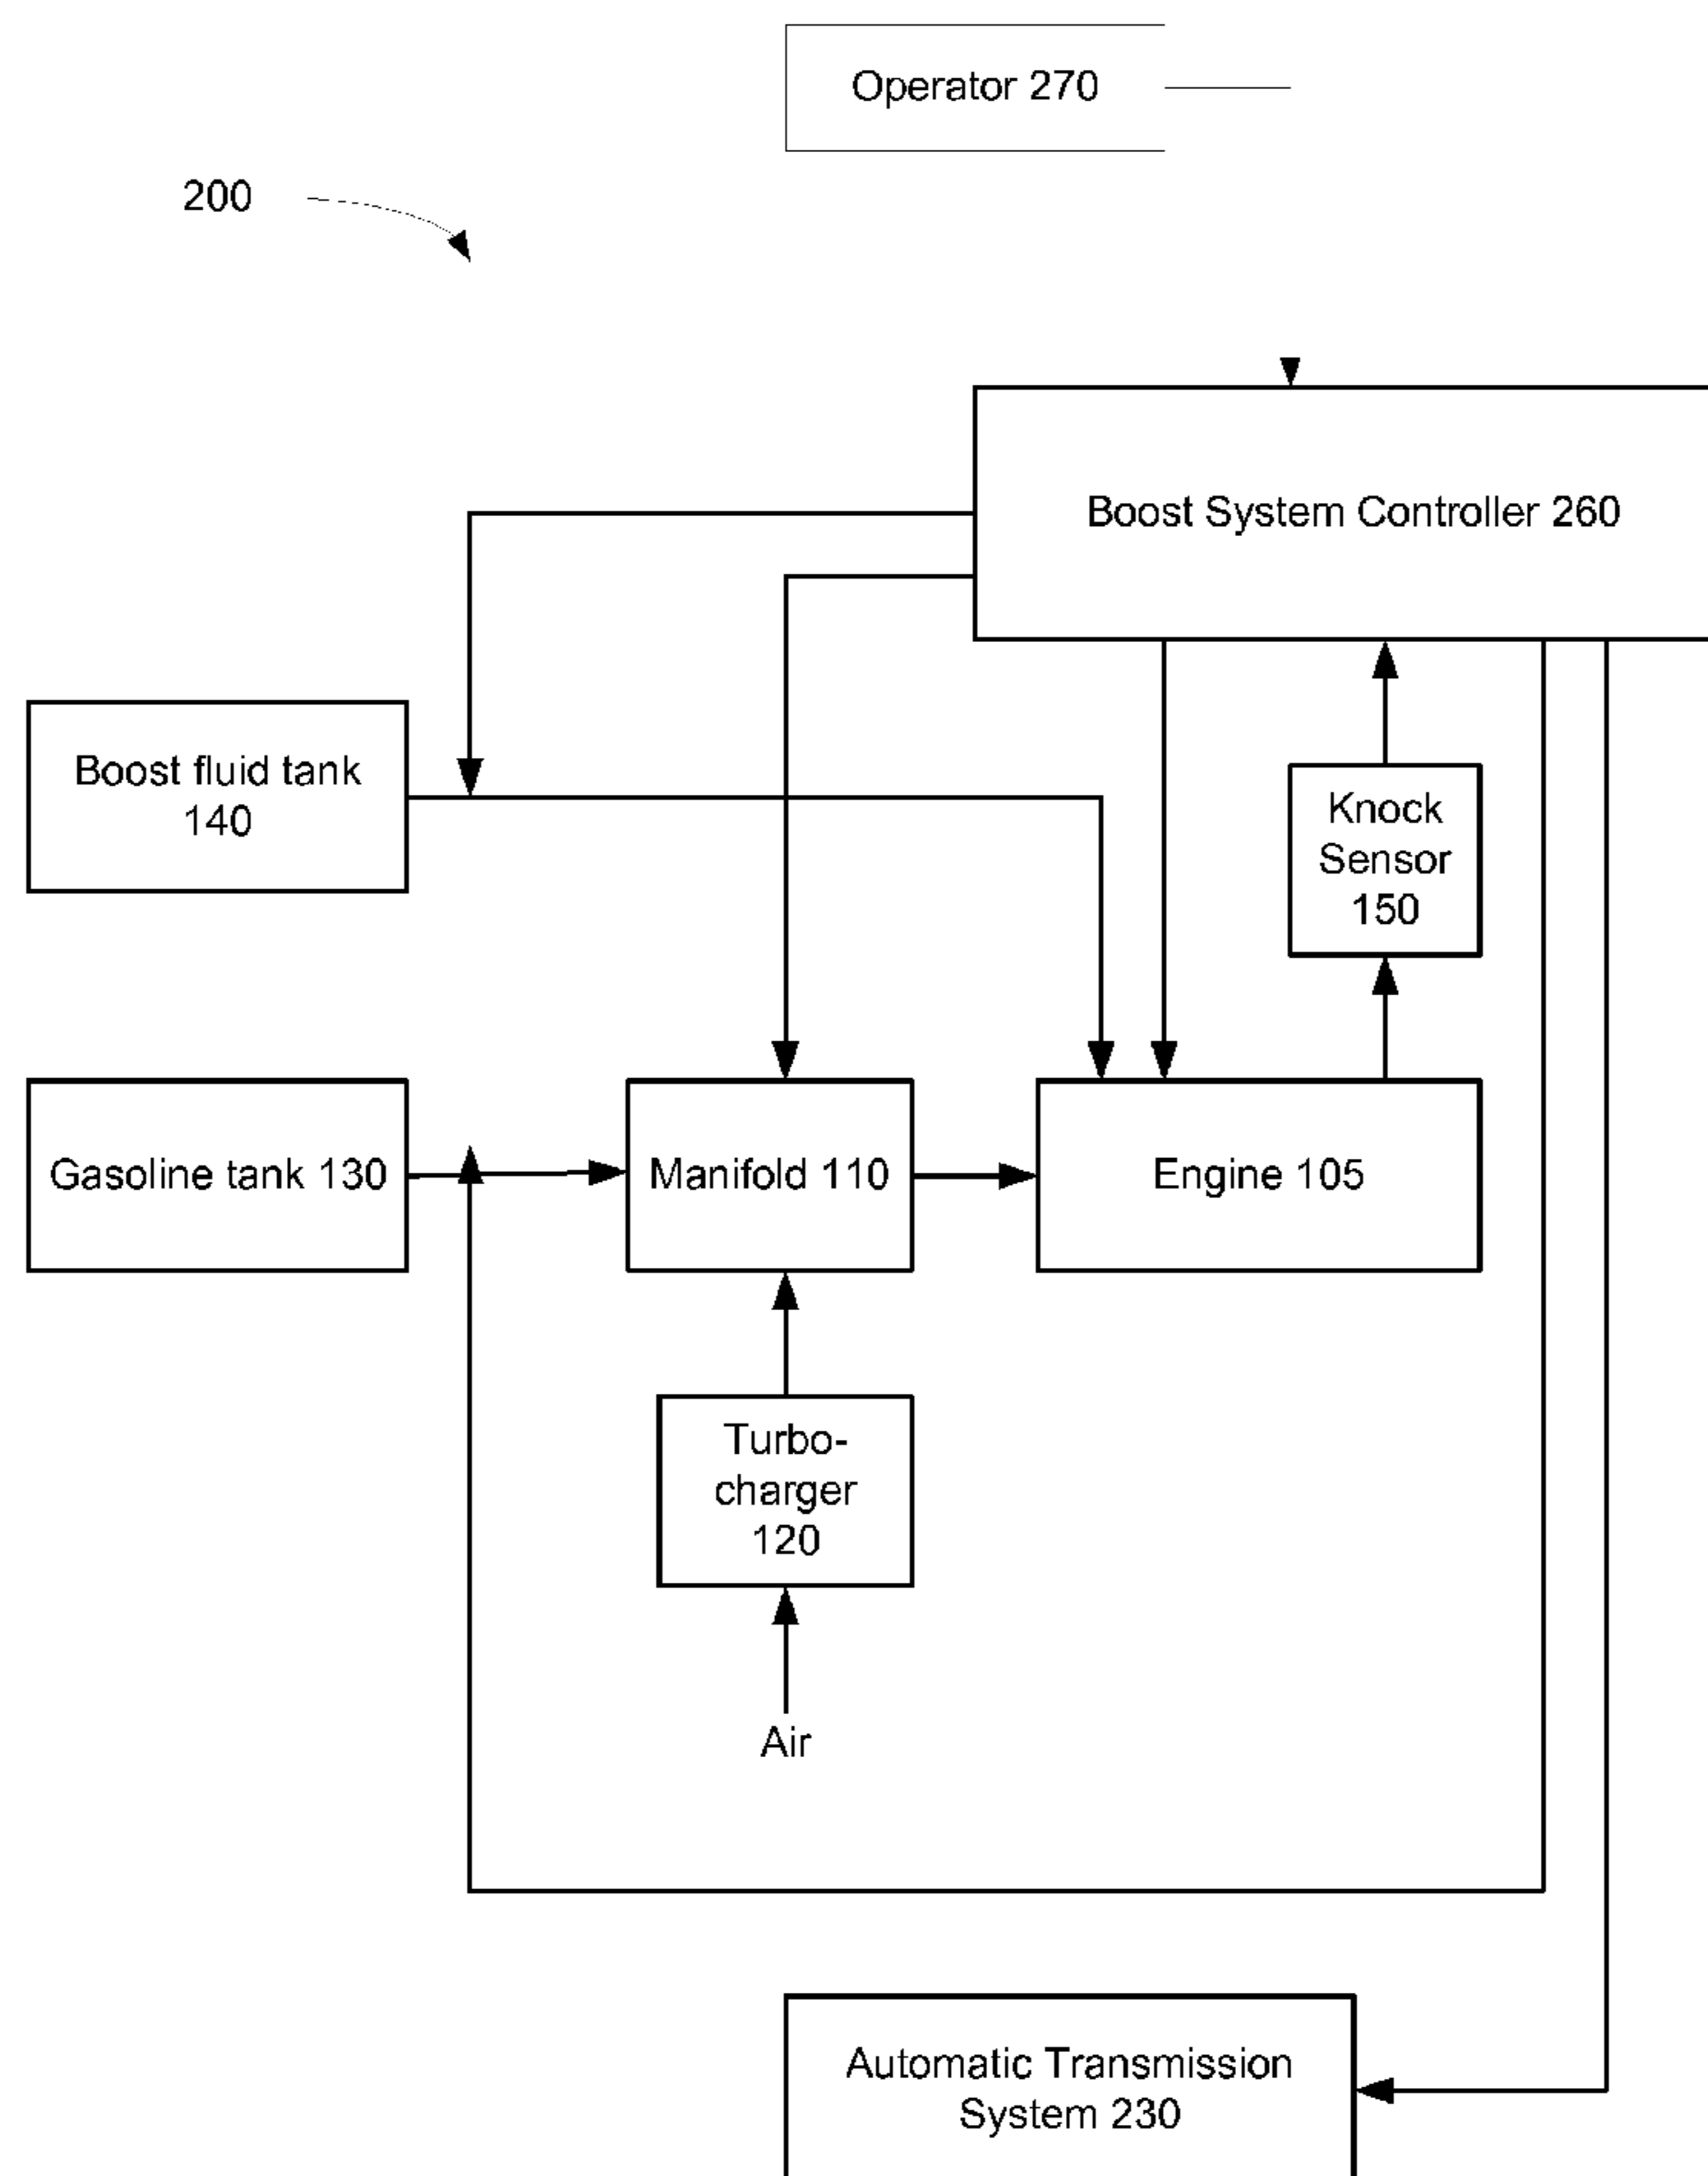 Operator 270
200
Boost System Controller 260
Boost fluid tank
140
Knock
Sensor
150
Gasoline tank 130
Manifold 110
Engine 105
Turbo-
charger
120
Air
Automatic Transmission
System 230